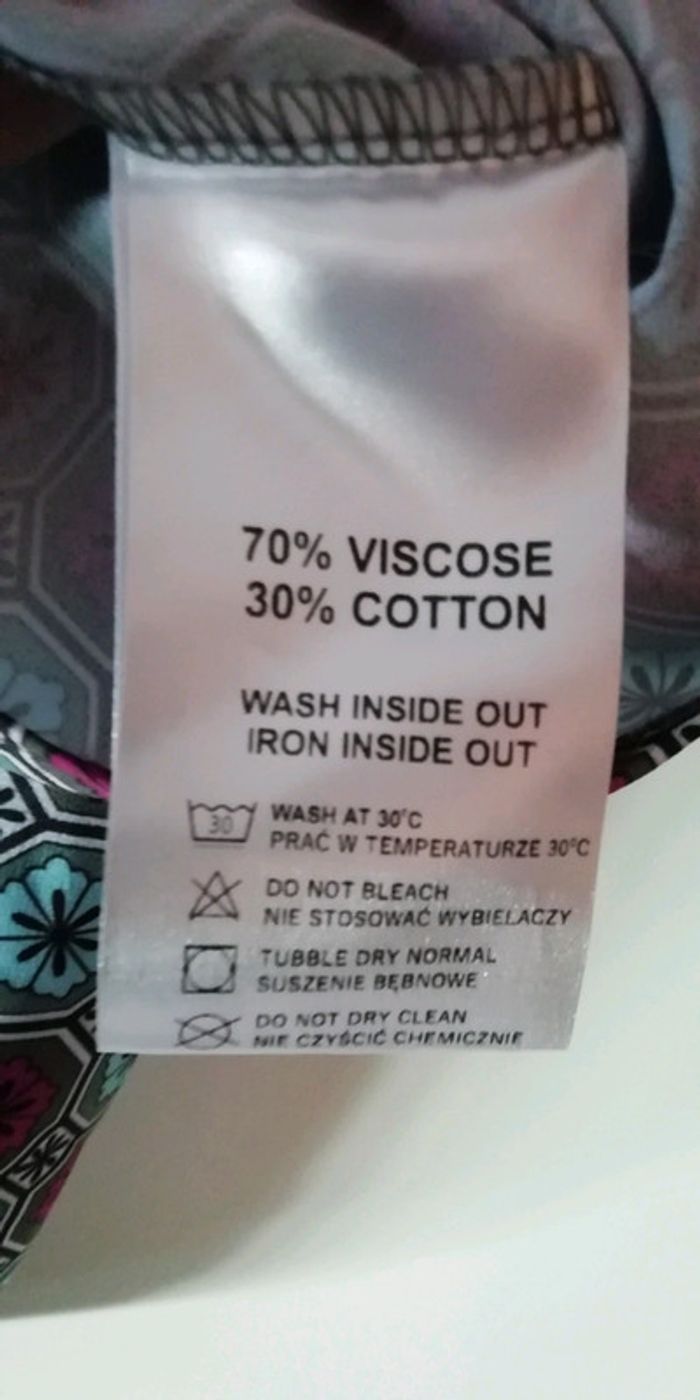 70% VISCOSE
30% COTTON
WASH INSIDE OUT
IRON INSIDE OUT
30 WASH AT 30°C
PRAĆ W TEMPERATURZE 30°C
DO NOT BLEACH
NIE STOSOWAĆ WYBIELACZY
TUBBLE DRY NORMAL
SUSZENIE BĘBNOWE
DO NOT DRY CLEAN
NIE CZYŚCIĆ CHEMICZNIE